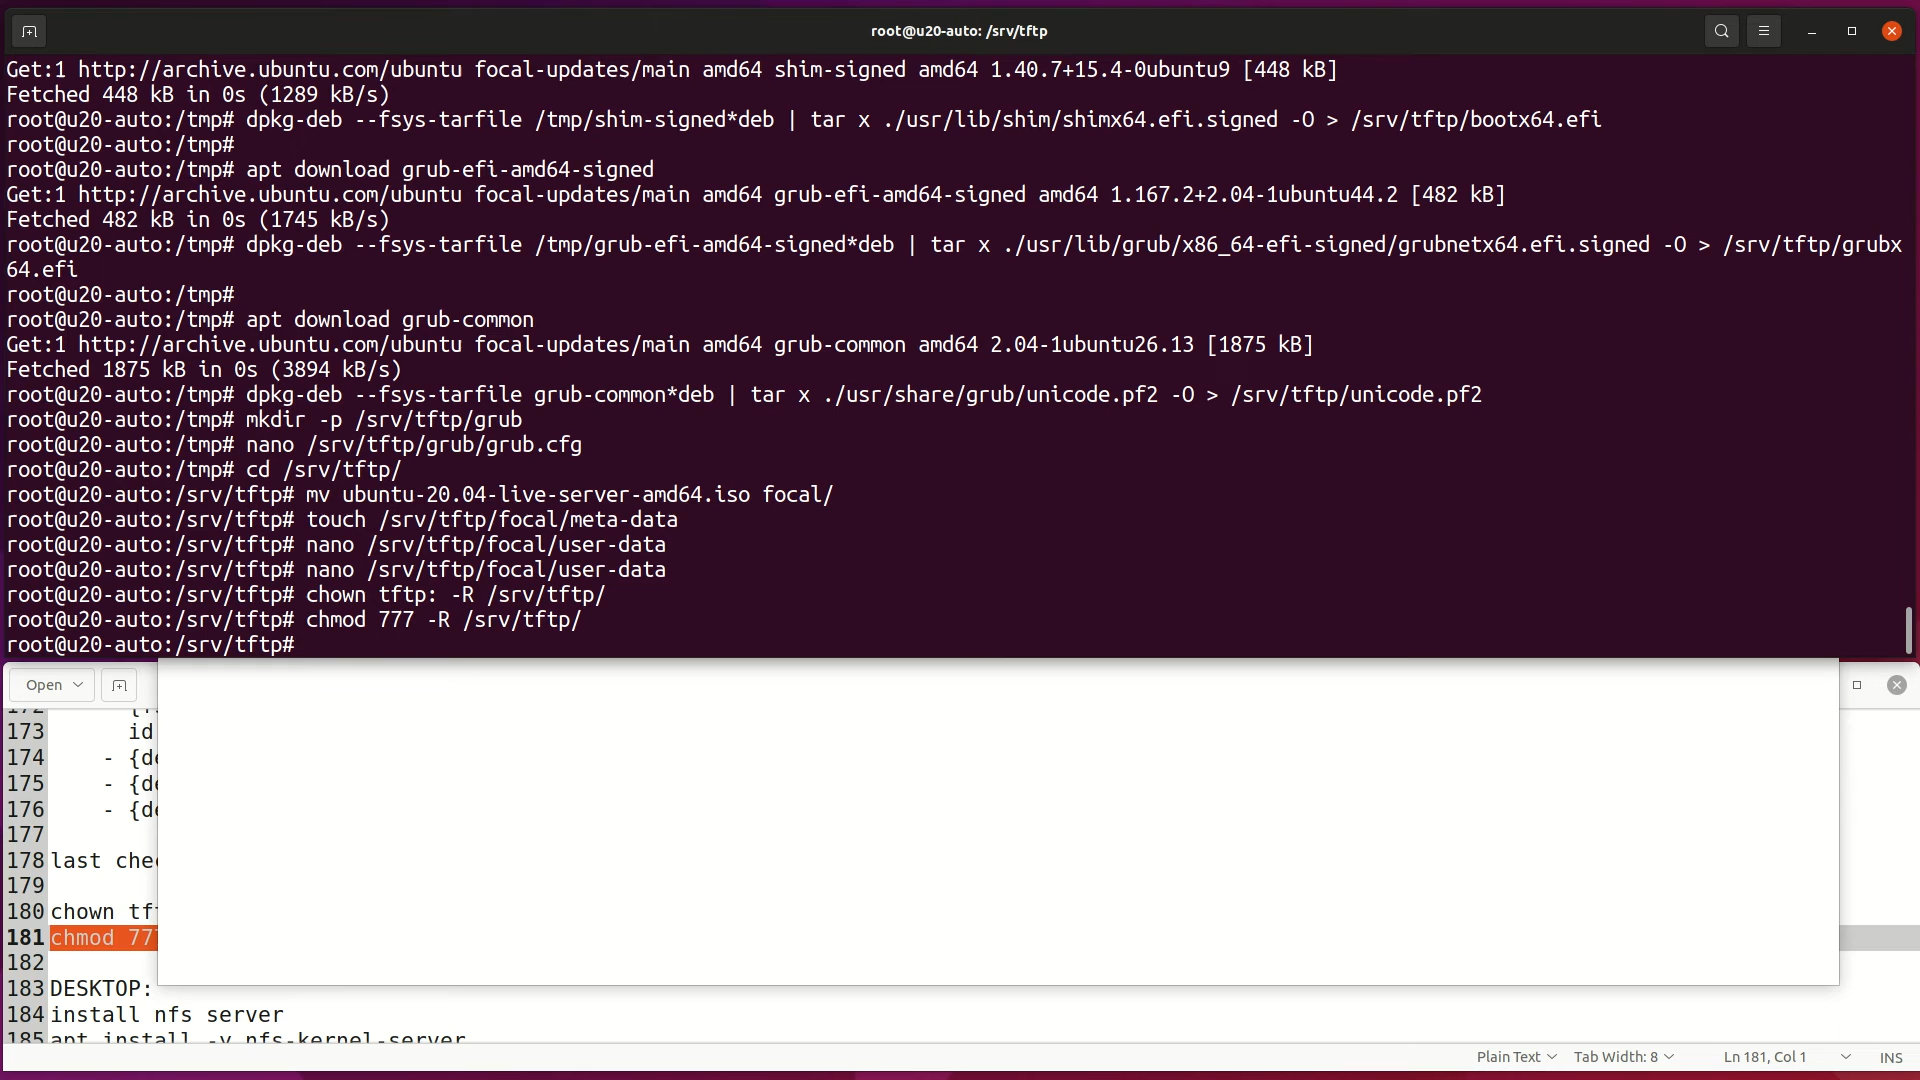 root@u20-auto: /srv/tftp
Get:1 http://archive.ubuntu.com/ubuntu focal-updates/main amd64 shim-signed amd64 1.40.7+15.4-0ubuntu9 [448 kB]
Fetched 448 kB in 0s (1289 kB/s)
root@u20-auto:/tmp# dpkg-deb --fsys-tarfile /tmp/shim-signed*deb | tar x ./usr/lib/shim/shimx64.efi.signed -O > /srv/tftp/bootx64.efi
root@u20-auto:/tmp#
root@u20-auto:/tmp# apt download grub-efi-amd64-signed
Get:1 http://archive.ubuntu.com/ubuntu focal-updates/main amd64 grub-efi-amd64-signed amd64 1.167.2+2.04-1ubuntu44.2 [482 kB]
Fetched 482 kB in 0s (1745 kB/s)
root@u20-auto:/tmp# dpkg-deb --fsys-tarfile /tmp/grub-efi-amd64-signed*deb | tar x ./usr/lib/grub/x86_64-efi-signed/grubnetx64.efi.signed -O > /srv/tftp/grubx
64.efi
root@u20-auto:/tmp#
root@u20-auto:/tmp# apt download grub-common
Get:1 http://archive.ubuntu.com/ubuntu focal-updates/main amd64 grub-common amd64 2.04-1ubuntu26.13 [1875 kB]
Fetched 1875 kB in 0s (3894 kB/s)
root@u20-auto:/tmp# dpkg-deb --fsys-tarfile grub-common*deb | tar x ./usr/share/grub/unicode.pf2 -O > /srv/tftp/unicode.pf2
root@u20-auto:/tmp# mkdir -p /srv/tftp/grub
root@u20-auto:/tmp# nano /srv/tftp/grub/grub.cfg
root@u20-auto:/tmp# cd /srv/tftp/
root@u20-auto:/srv/tftp# mv ubuntu-20.04-live-server-amd64.iso focal/
root@u20-auto:/srv/tftp# touch /srv/tftp/focal/meta-data
root@u20-auto:/srv/tftp# nano /srv/tftp/focal/user-data
root@u20-auto:/srv/tftp# nano /srv/tftp/focal/user-data
root@u20-auto:/srv/tftp# chown tftp: -R /srv/tftp/
root@u20-auto:/srv/tftp# chmod 777 -R /srv/tftp/
root@u20-auto:/srv/tftp#
Open
173 id
174 - {de
175 - {de
176 - {de
177
178 last chec
179
180 chown tft
181 chmod 777
182
183 DESKTOP:
184 install nfs server
185 apt install -y nfs-kernel-server
Plain Text Tab Width: 8 Ln 181, Col 1 INS